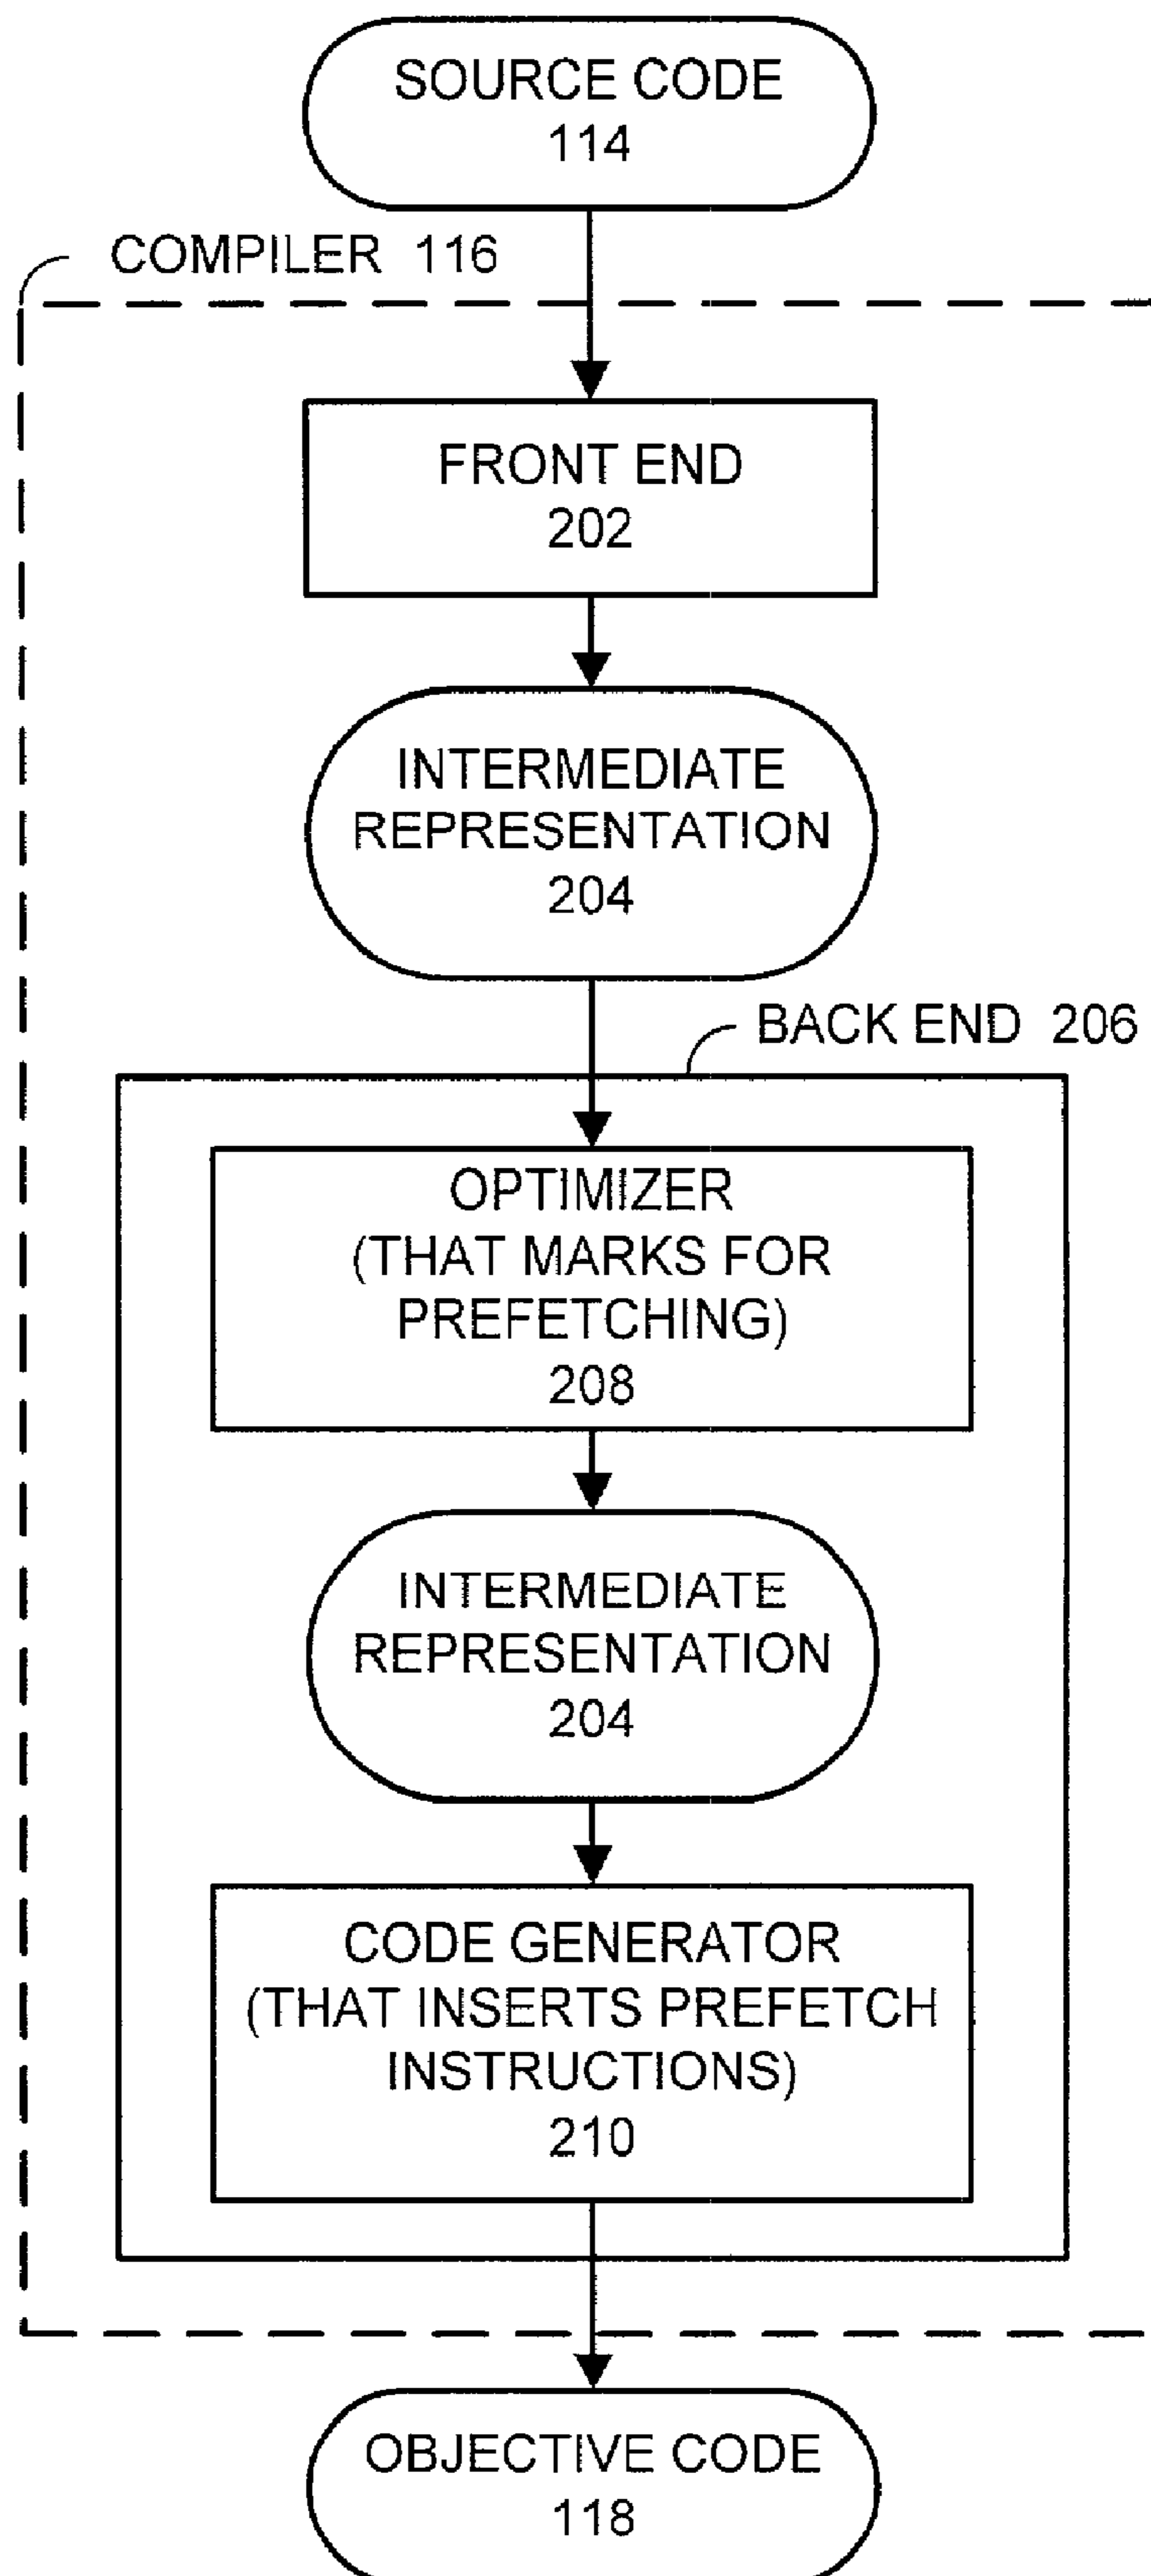 SOURCE CODE
114
COMPILER 116
FRONT END
202
INTERMEDIATE
REPRESENTATION
204
BACK END 206
OPTIMIZER
(THAT MARKS FOR
PREFETCHING)
208
INTERMEDIATE
REPRESENTATION
204
CODE GENERATOR
(THAT INSERTS PREFETCH
INSTRUCTIONS)
210
OBJECTIVE CODE
118